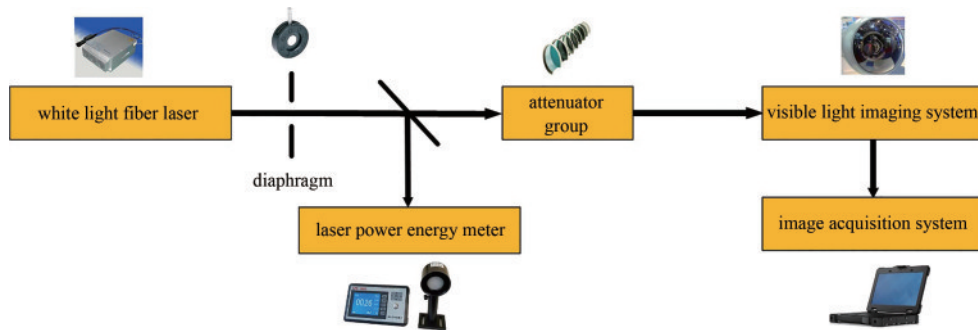 white light fiber laser
diaphragm
laser power energy meter
attenuator
group
visible light imaging system
image acquisition system